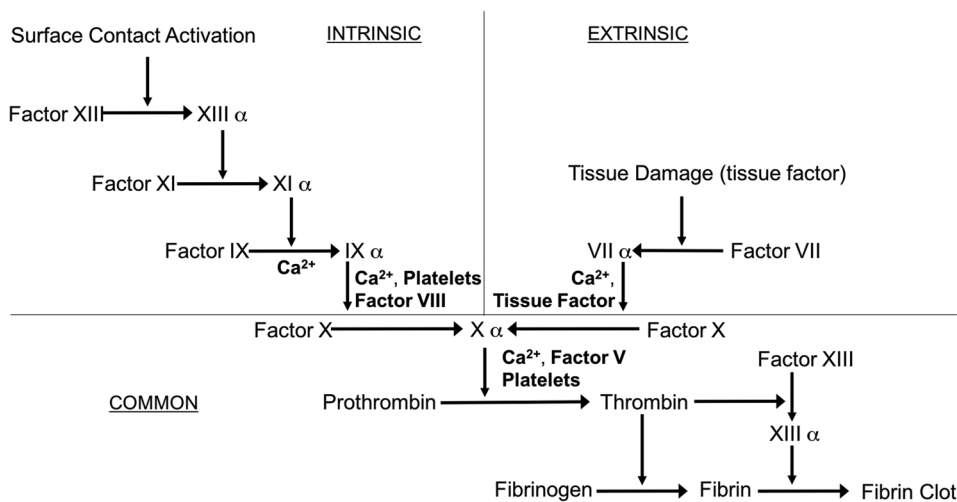 INTRINSIC
EXTRINSIC
Surface Contact Activation
Factor XIII
XIII α
Factor XI
XI α
Tissue Damage (tissue factor)
Factor IX
IX α
Ca²⁺
VII α
Factor VII
Ca²⁺, Platelets
Factor VIII
Ca²⁺,
Tissue Factor
Factor X
X α
Factor X
Ca²⁺, Factor V
Platelets
Factor XIII
COMMON
Prothrombin
Thrombin
XIII α
Fibrinogen
Fibrin
Fibrin Clot